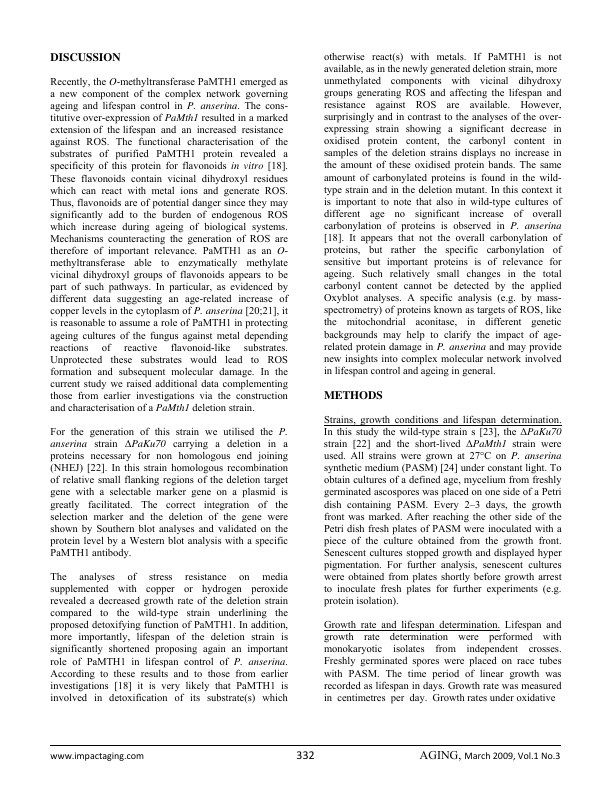 DISCUSSION
Recently, the O-methyltransferase PaMTH1 emerged as
a new component of the complex network governing
ageing and lifespan control in P. anserina. The cons-
titutive over-expression of PaMth1 resulted in a marked
extension of the lifespan and an increased resistance
against ROS. The functional characterisation of the
substrates of purified PaMTH1 protein revealed a
specificity of this protein for flavonoids in vitro [18].
These flavonoids contain vicinal dihydroxyl residues
which can react with metal ions and generate ROS.
Thus, flavonoids are of potential danger since they may
significantly add to the burden of endogenous ROS
which increase during ageing of biological systems.
Mechanisms counteracting the generation of ROS are
therefore of important relevance. PaMTH1 as an O-
methyltransferase able to enzymatically methylate
vicinal dihydroxyl groups of flavonoids appears to be
part of such pathways. In particular, as evidenced by
different data suggesting an age-related increase of
copper levels in the cytoplasm of P. anserina [20;21], it
is reasonable to assume a role of PaMTH1 in protecting
ageing cultures of the fungus against metal depending
reactions of reactive flavonoid-like substrates.
Unprotected these substrates would lead to ROS
formation and subsequent molecular damage. In the
current study we raised additional data complementing
those from earlier investigations via the construction
and characterisation of a PaMth1 deletion strain.
For the generation of this strain we utilised the P.
anserina strain ΔPaKu70 carrying a deletion in a
proteins necessary for non homologous end joining
(NHEJ) [22]. In this strain homologous recombination
of relative small flanking regions of the deletion target
gene with a selectable marker gene on a plasmid is
greatly facilitated. The correct integration of the
selection marker and the deletion of the gene were
shown by Southern blot analyses and validated on the
protein level by a Western blot analysis with a specific
PaMTH1 antibody.
The analyses of stress resistance on media
supplemented with copper or hydrogen peroxide
revealed a decreased growth rate of the deletion strain
compared to the wild-type strain underlining the
proposed detoxifying function of PaMTH1. In addition,
more importantly, lifespan of the deletion strain is
significantly shortened proposing again an important
role of PaMTH1 in lifespan control of P. anserina.
According to these results and to those from earlier
investigations [18] it is very likely that PaMTH1 is
involved in detoxification of its substrate(s) which
otherwise react(s) with metals. If PaMTH1 is not
available, as in the newly generated deletion strain, more
unmethylated components with vicinal dihydroxy
groups generating ROS and affecting the lifespan and
resistance against ROS are available. However,
surprisingly and in contrast to the analyses of the over-
expressing strain showing a significant decrease in
oxidised protein content, the carbonyl content in
samples of the deletion strains displays no increase in
the amount of these oxidised protein bands. The same
amount of carbonylated proteins is found in the wild-
type strain and in the deletion mutant. In this context it
is important to note that also in wild-type cultures of
different age no significant increase of overall
carbonylation of proteins is observed in P. anserina
[18]. It appears that not the overall carbonylation of
proteins, but rather the specific carbonylation of
sensitive but important proteins is of relevance for
ageing. Such relatively small changes in the total
carbonyl content cannot be detected by the applied
Oxyblot analyses. A specific analysis (e.g. by mass-
spectrometry) of proteins known as targets of ROS, like
the mitochondrial aconitase, in different genetic
backgrounds may help to clarify the impact of age-
related protein damage in P. anserina and may provide
new insights into complex molecular network involved
in lifespan control and ageing in general.
METHODS
Strains, growth conditions and lifespan determination.
In this study the wild-type strain s [23], the ΔPaKu70
strain [22] and the short-lived ΔPaMth1 strain were
used. All strains were grown at 27°C on P. anserina
synthetic medium (PASM) [24] under constant light. To
obtain cultures of a defined age, mycelium from freshly
germinated ascospores was placed on one side of a Petri
dish containing PASM. Every 2–3 days, the growth
front was marked. After reaching the other side of the
Petri dish fresh plates of PASM were inoculated with a
piece of the culture obtained from the growth front.
Senescent cultures stopped growth and displayed hyper
pigmentation. For further analysis, senescent cultures
were obtained from plates shortly before growth arrest
to inoculate fresh plates for further experiments (e.g.
protein isolation).
Growth rate and lifespan determination. Lifespan and
growth rate determination were performed with
monokaryotic isolates from independent crosses.
Freshly germinated spores were placed on race tubes
with PASM. The time period of linear growth was
recorded as lifespan in days. Growth rate was measured
in centimetres per day. Growth rates under oxidative
www.impactaging.com 332 AGING, March 2009, Vol.1 No.3